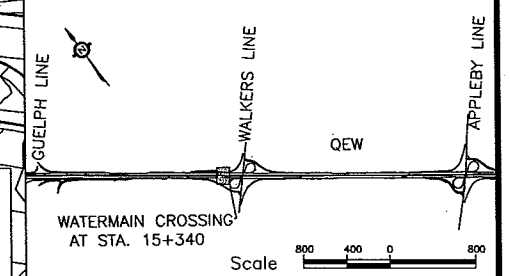 GUELPH LINE
WALKERS LINE
APPLEBY LINE
QEW
WATERMAIN CROSSING
AT STA. 15+340
Scale
800 400 0 800